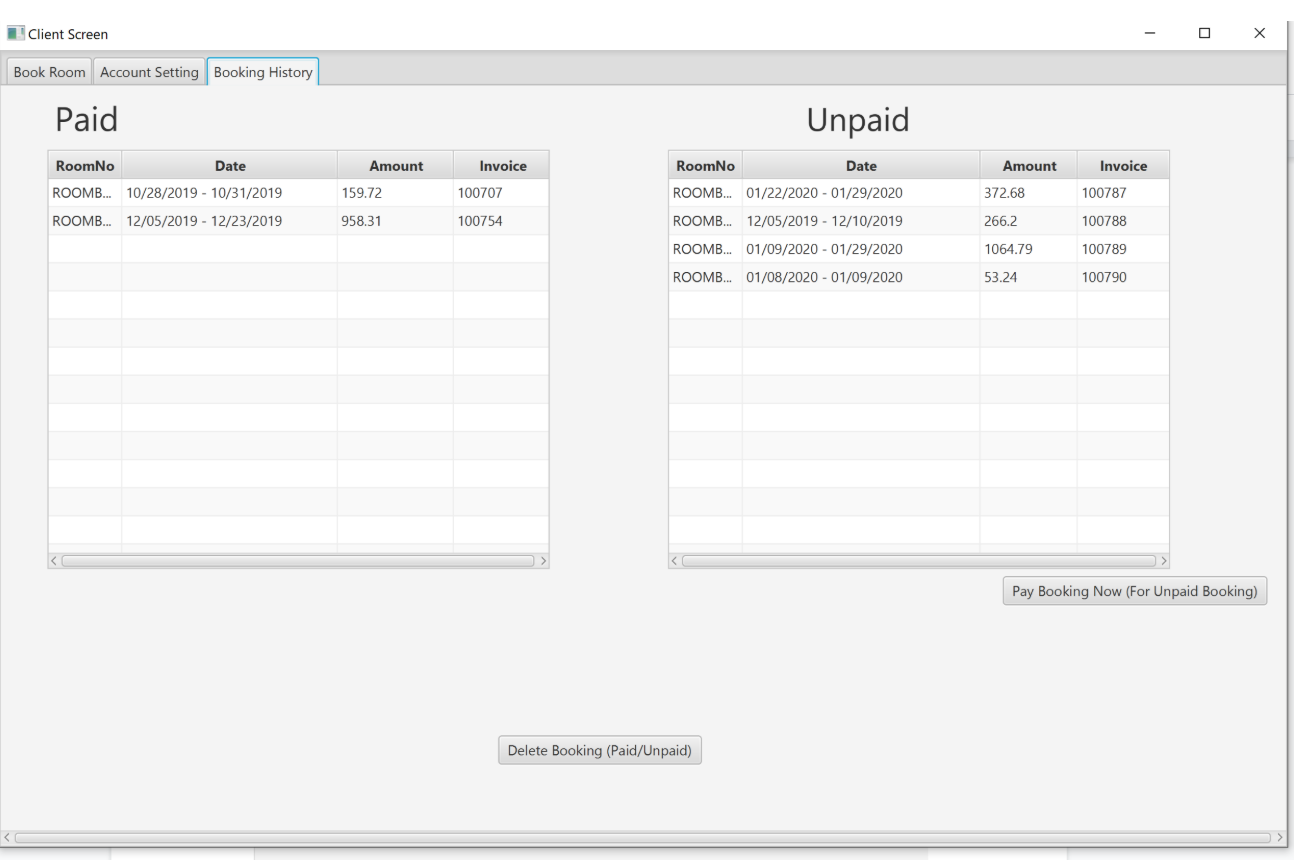 Client Screen
Book Room Account Setting Booking History
Paid
RoomNo Date Amount Invoice
ROOMB... 10/28/2019 - 10/31/2019 159.72 100707
ROOMB... 12/05/2019 - 12/23/2019 958.31 100754
Unpaid
RoomNo Date Amount Invoice
ROOMB... 01/22/2020 - 01/29/2020 372.68 100787
ROOMB... 12/05/2019 - 12/10/2019 266.2 100788
ROOMB... 01/09/2020 - 01/29/2020 1064.79 100789
ROOMB... 01/08/2020 - 01/09/2020 53.24 100790
Pay Booking Now (For Unpaid Booking)
Delete Booking (Paid/Unpaid)